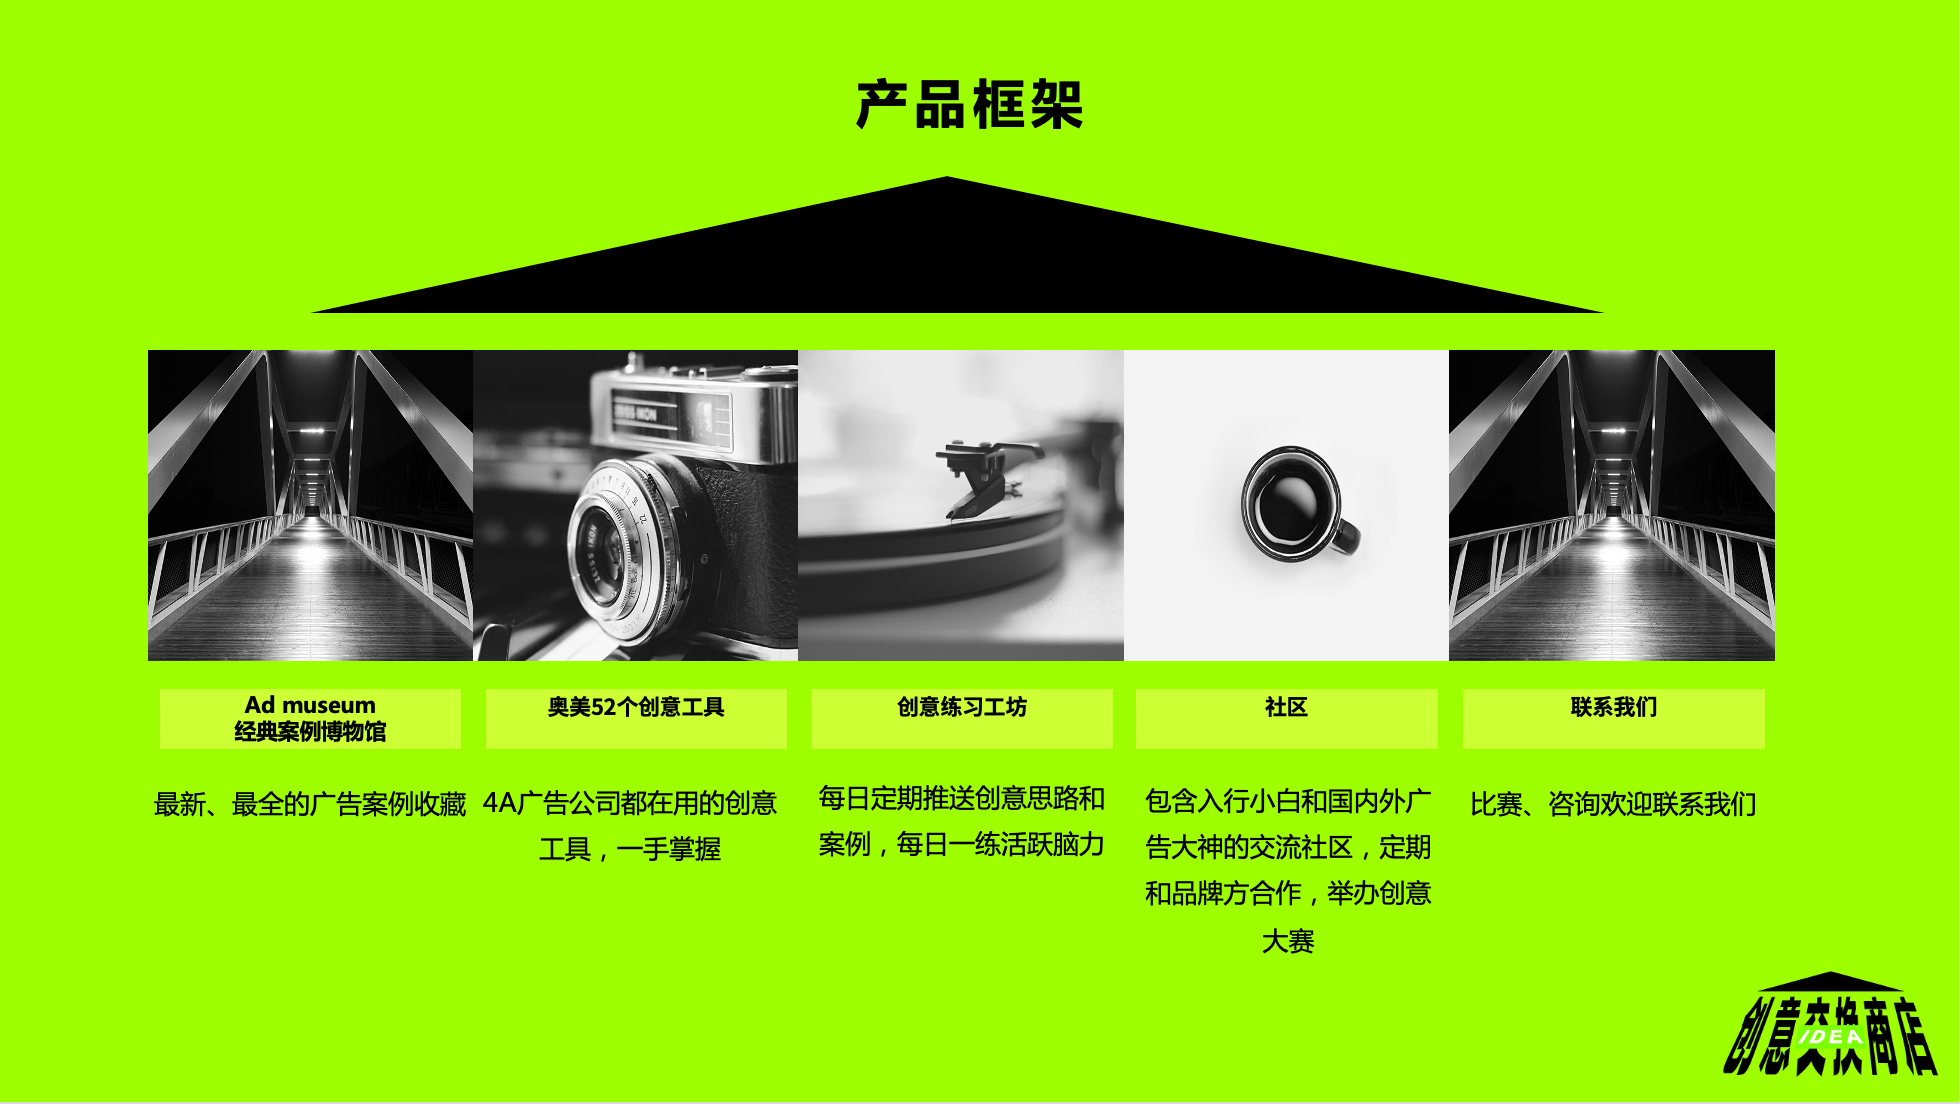 产品框架
ZEISS IKON
ZEISS IKON
Ad museum
经典案例博物馆
奥美52个创意工具
创意练习工坊
社区
联系我们
最新、最全的广告案例收藏
4A广告公司都在用的创意
工具，一手掌握
每日定期推送创意思路和
案例，每日一练活跃脑力
包含入行小白和国内外广
告大神的交流社区，定期
和品牌方合作，举办创意
大赛
比赛、咨询欢迎联系我们
创意交换商店
IDEA